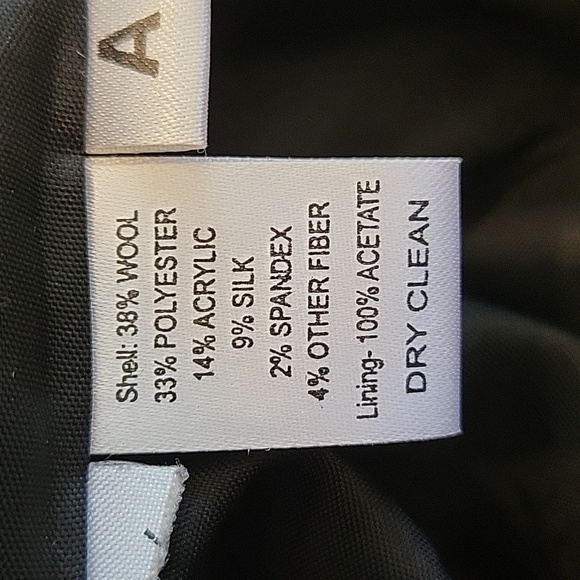 A
Shell: 38% WOOL
33% POLYESTER
14% ACRYLIC
9% SILK
2% SPANDEX
4% OTHER FIBER
Lining- 100% ACETATE
DRY CLEAN